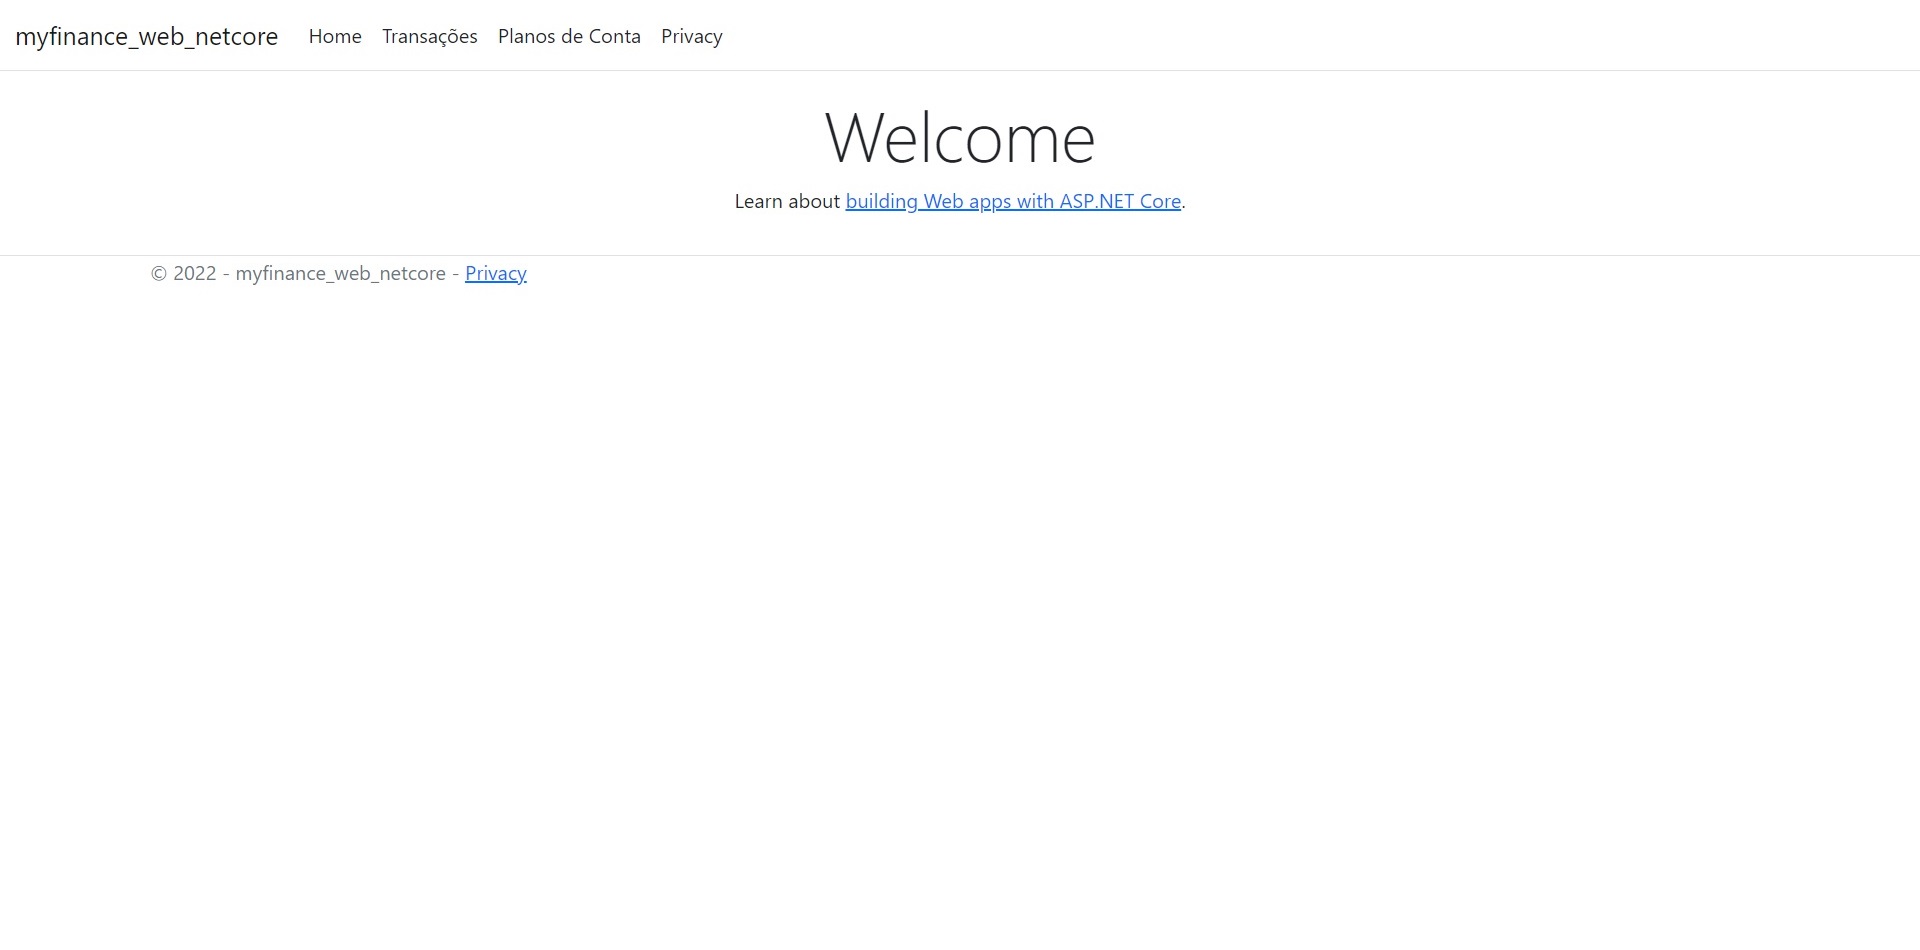 myfinance_web_netcore Home Transações Planos de Conta Privacy
Welcome
Learn about building Web apps with ASP.NET Core.
© 2022 - myfinance_web_netcore - Privacy